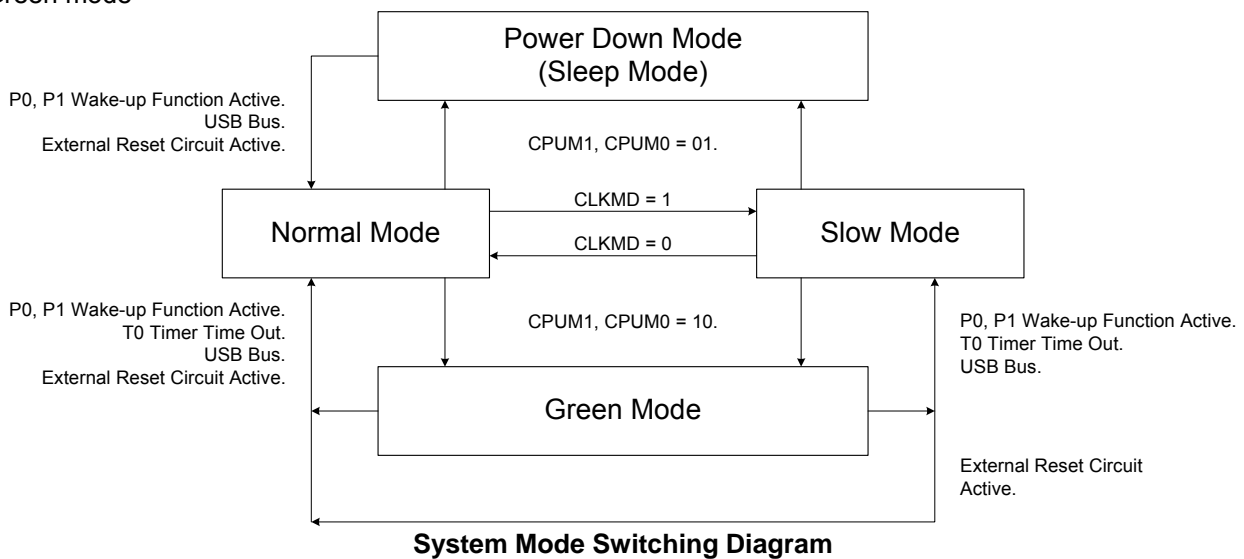 Green mode
Power Down Mode
(Sleep Mode)
P0, P1 Wake-up Function Active.
USB Bus.
External Reset Circuit Active.
CPUM1, CPUM0 = 01.
CLKMD = 1
Normal Mode
Slow Mode
CLKMD = 0
P0, P1 Wake-up Function Active.
T0 Timer Time Out.
USB Bus.
External Reset Circuit Active.
CPUM1, CPUM0 = 10.
P0, P1 Wake-up Function Active.
T0 Timer Time Out.
USB Bus.
Green Mode
External Reset Circuit
Active.
System Mode Switching Diagram